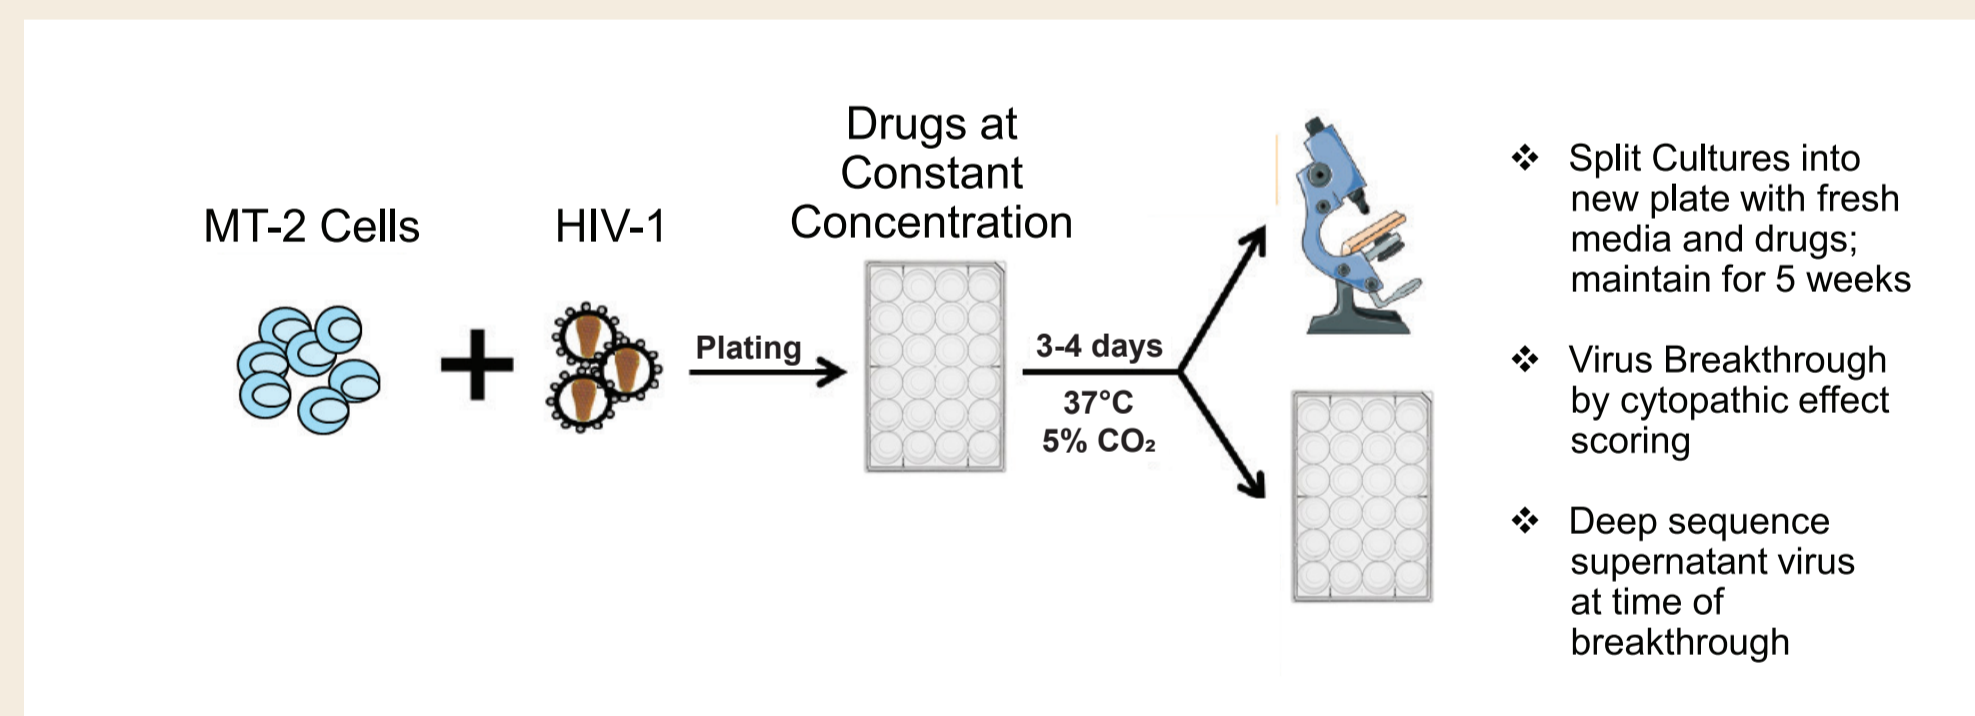 MT-2 Cells
HIV-1
Plating
Drugs at
Constant
Concentration
3-4 days
37°C
5% CO₂
❖ Split Cultures into
new plate with fresh
media and drugs;
maintain for 5 weeks
❖ Virus Breakthrough
by cytopathic effect
scoring
❖ Deep sequence
supernatant virus
at time of
breakthrough